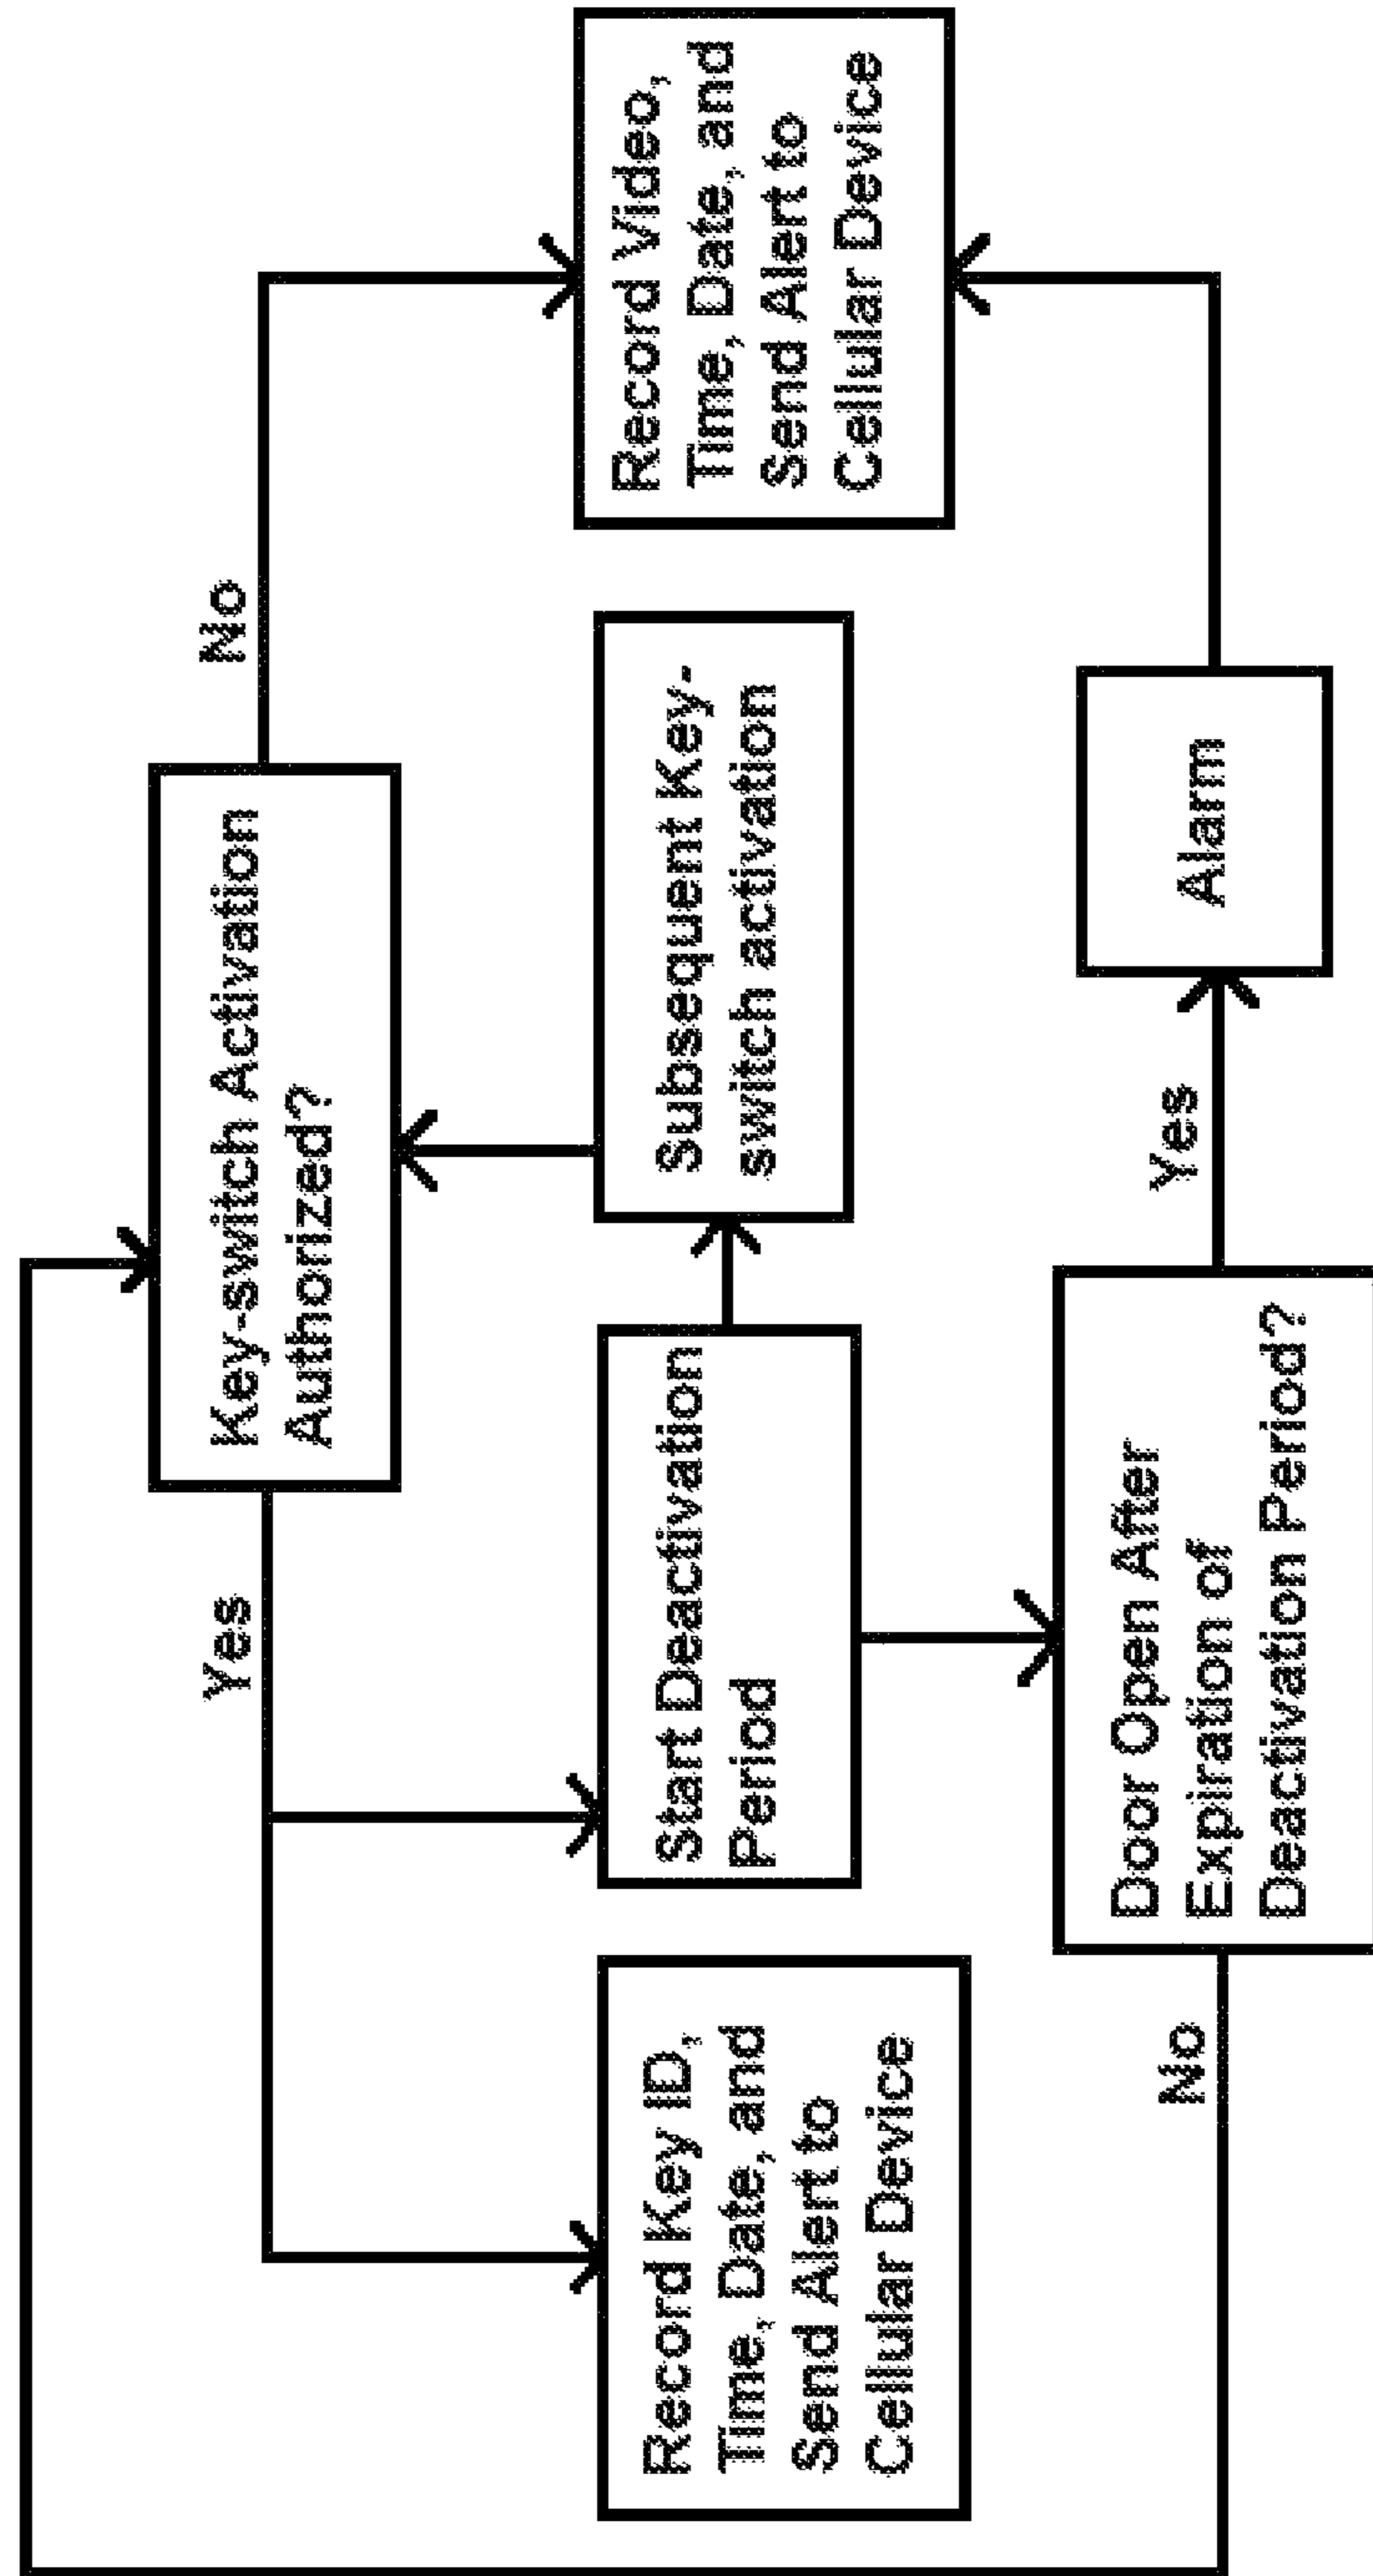 Key-switch Activation
Authorized?
Yes
No
Record Key ID,
Time, Date, and
Send Alert to
Cellular Device
Start Deactivation
Period
Subsequent Key-
switch activation
Record Video,
Time, Date, and
Send Alert to
Cellular Device
No
Door Open After
Expiration of
Deactivation Period?
Yes
Alarm